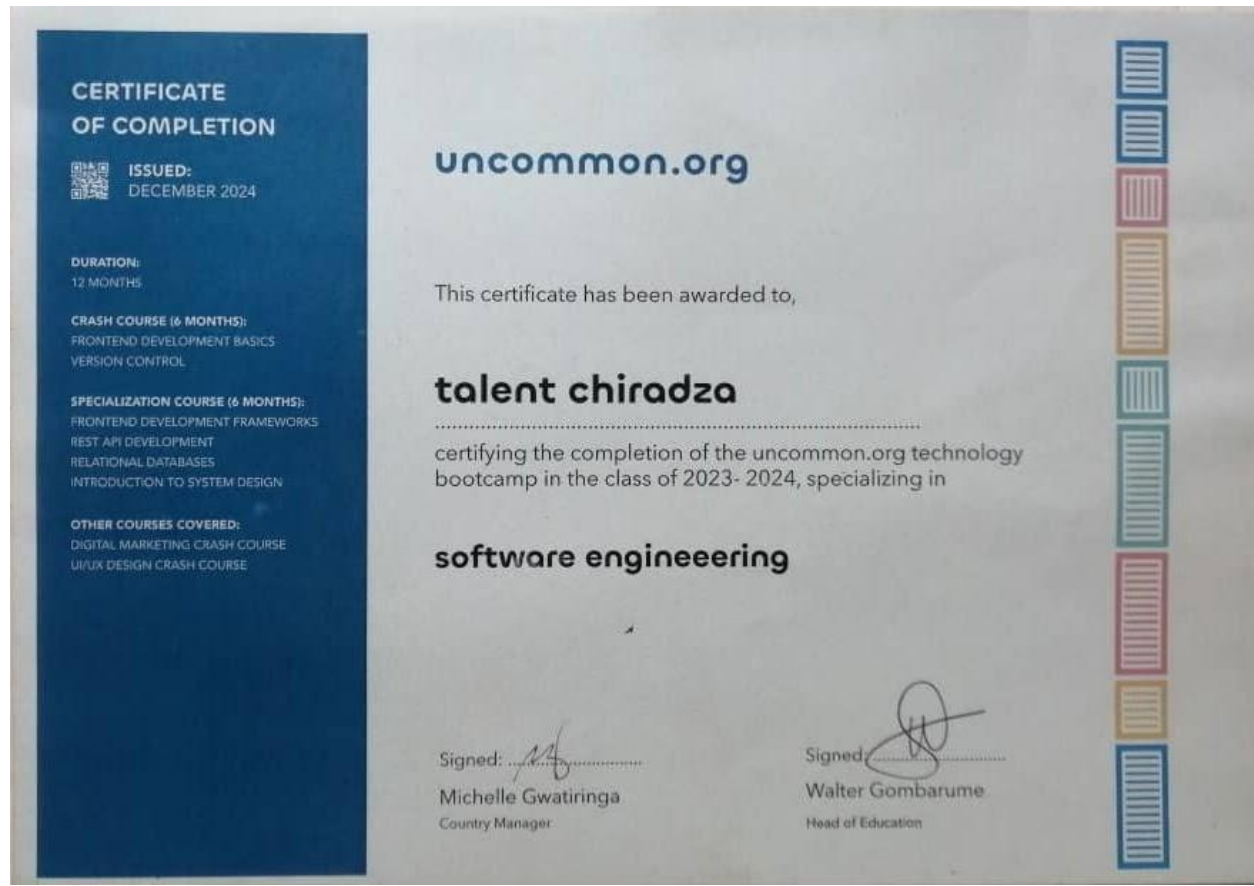 CERTIFICATE
OF COMPLETION
ISSUED:
DECEMBER 2024
DURATION:
12 MONTHS
CRASH COURSE (6 MONTHS):
FRONTEND DEVELOPMENT BASICS
VERSION CONTROL
SPECIALIZATION COURSE (6 MONTHS):
FRONTEND DEVELOPMENT FRAMEWORKS
REST API DEVELOPMENT
RELATIONAL DATABASES
INTRODUCTION TO SYSTEM DESIGN
OTHER COURSES COVERED:
DIGITAL MARKETING CRASH COURSE
UI/UX DESIGN CRASH COURSE
uncommon.org
This certificate has been awarded to,
talent chiradza
certifying the completion of the uncommon.org technology
bootcamp in the class of 2023- 2024, specializing in
software engineeering
Signed:
Michelle Gwatiringa
Country Manager
Signed:
Walter Gombarume
Head of Education